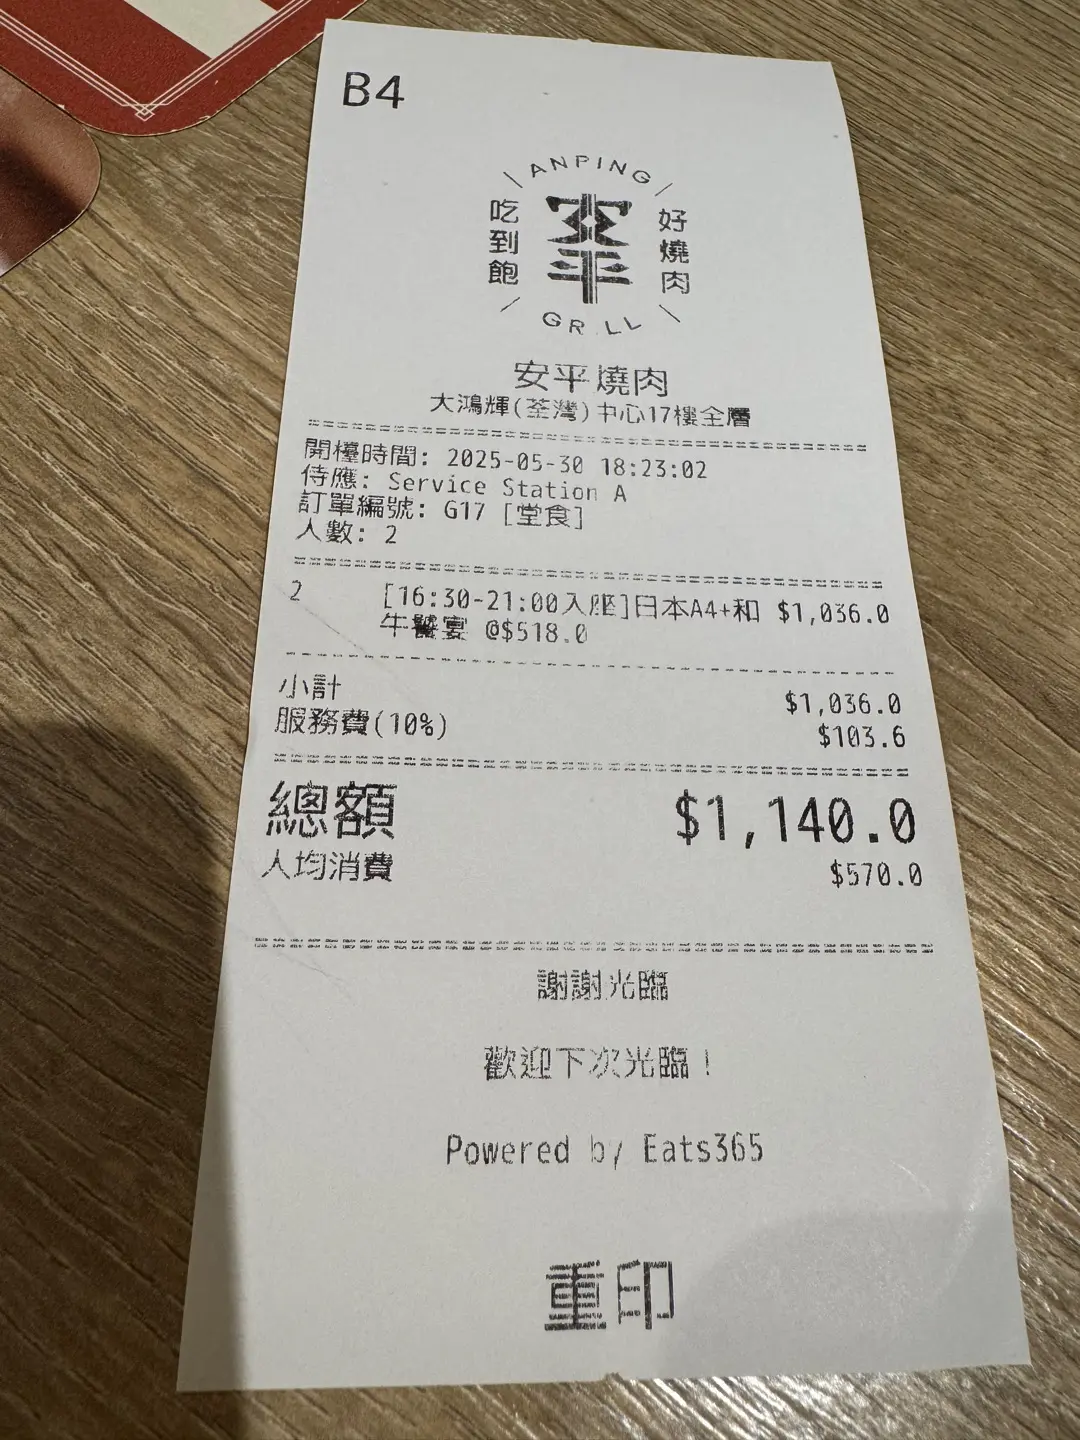 B4
ANPING
吃到飽
安平
好燒肉
GRILL
安平燒肉
大鴻輝(荃灣)中心17樓全層
開檯時間: 2025-05-30 18:23:02
侍應: Service Station A
訂單編號: G17 [堂食]
人數: 2
2 [16:30-21:00入座]日本A4+和 $1,036.0
牛饗宴 @$518.0
小計 $1,036.0
服務費(10%) $103.6
總額 $1,140.0
人均消費 $570.0
謝謝光臨
歡迎下次光臨!
Powered by Eats365
重印